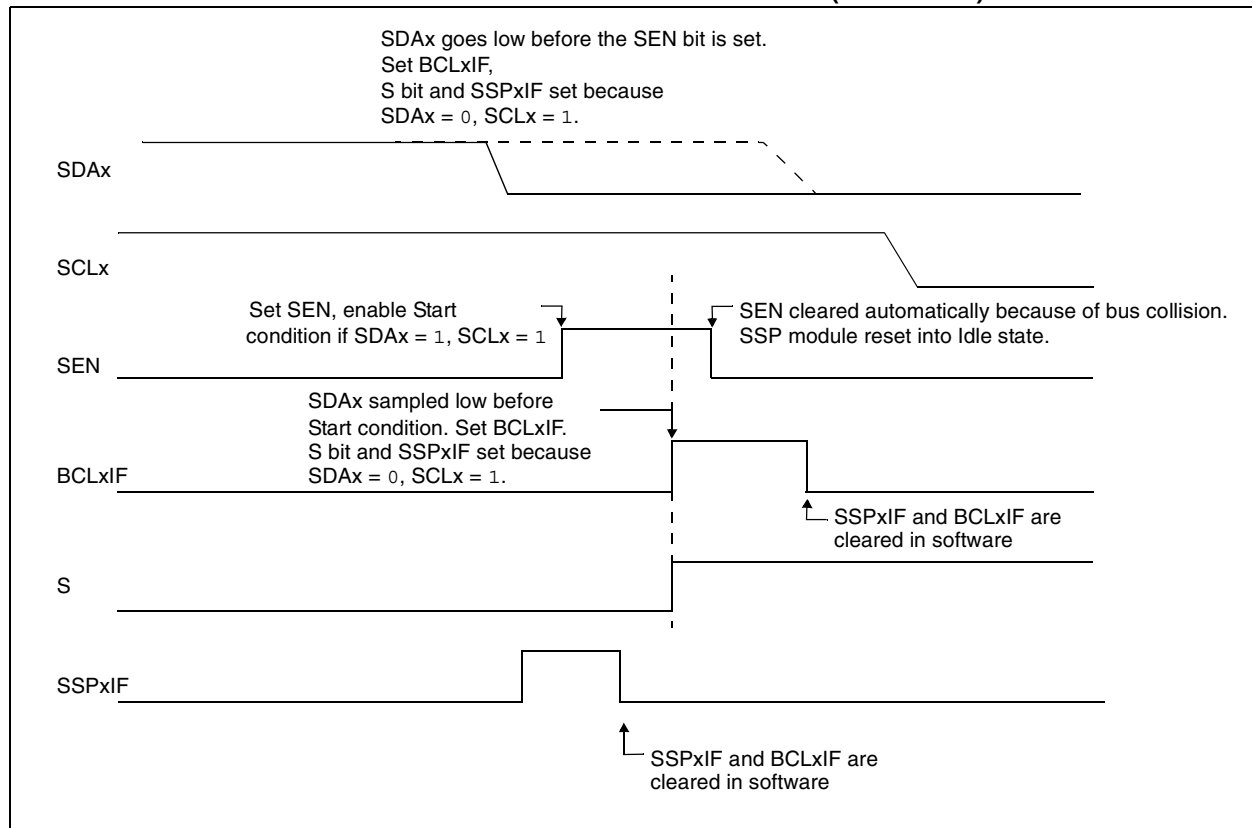 SDAx goes low before the SEN bit is set.
Set BCLxIF,
S bit and SSPxIF set because
SDAx = 0, SCLx = 1.
SDAx
SCLx
Set SEN, enable Start
condition if SDAx = 1, SCLx = 1
SEN cleared automatically because of bus collision.
SSP module reset into Idle state.
SEN
SDAx sampled low before
Start condition. Set BCLxIF.
S bit and SSPxIF set because
SDAx = 0, SCLx = 1.
BCLxIF
SSPxIF and BCLxIF are
cleared in software
S
SSPxIF
SSPxIF and BCLxIF are
cleared in software